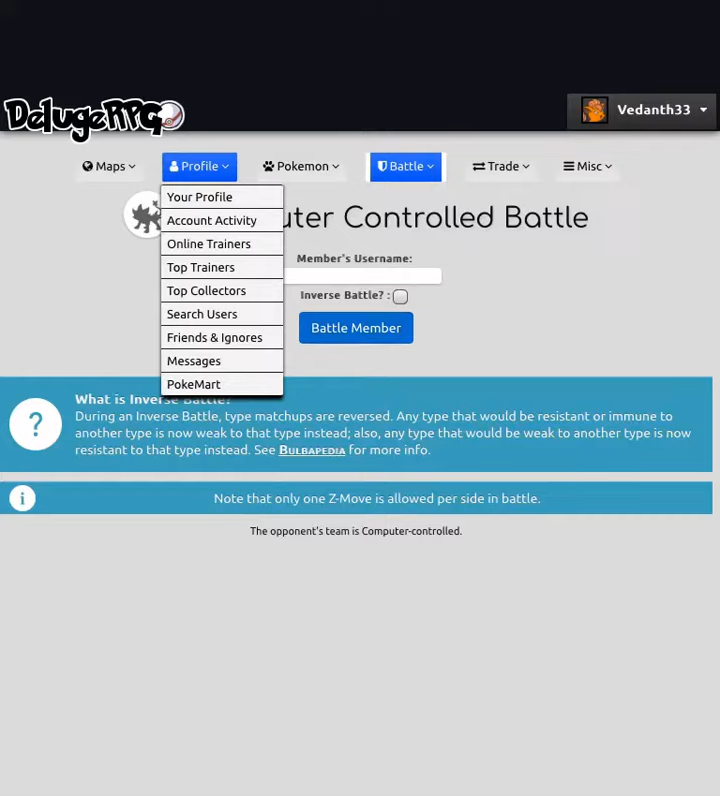 DelugeRPG
Vedanth33
Maps
Profile
Pokemon
Battle
Trade
Misc
Your Profile
Account Activity
Online Trainers
Top Trainers
Top Collectors
Search Users
Friends & Ignores
Messages
PokeMart
uter Controlled Battle
Member's Username:
Inverse Battle? :
Battle Member
What is Inverse Battle?
During an Inverse Battle, type matchups are reversed. Any type that would be resistant or immune to
another type is now weak to that type instead; also, any type that would be weak to another type is now
resistant to that type instead. See Bulbapedia for more info.
Note that only one Z-Move is allowed per side in battle.
The opponent's team is Computer-controlled.